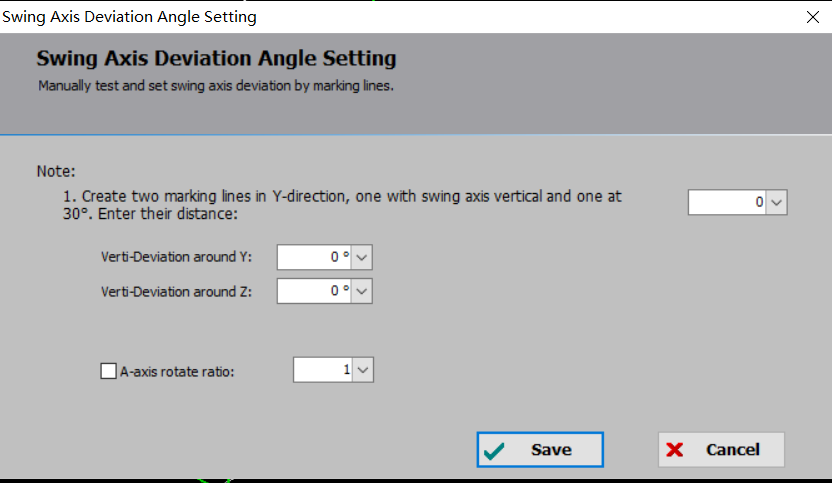 Swing Axis Deviation Angle Setting
Swing Axis Deviation Angle Setting
Manually test and set swing axis deviation by marking lines.
Note:
1. Create two marking lines in Y-direction, one with swing axis vertical and one at
30°. Enter their distance:
0
Verti-Deviation around Y:
0 °
Verti-Deviation around Z:
0 °
A-axis rotate ratio:
1
Save
Cancel